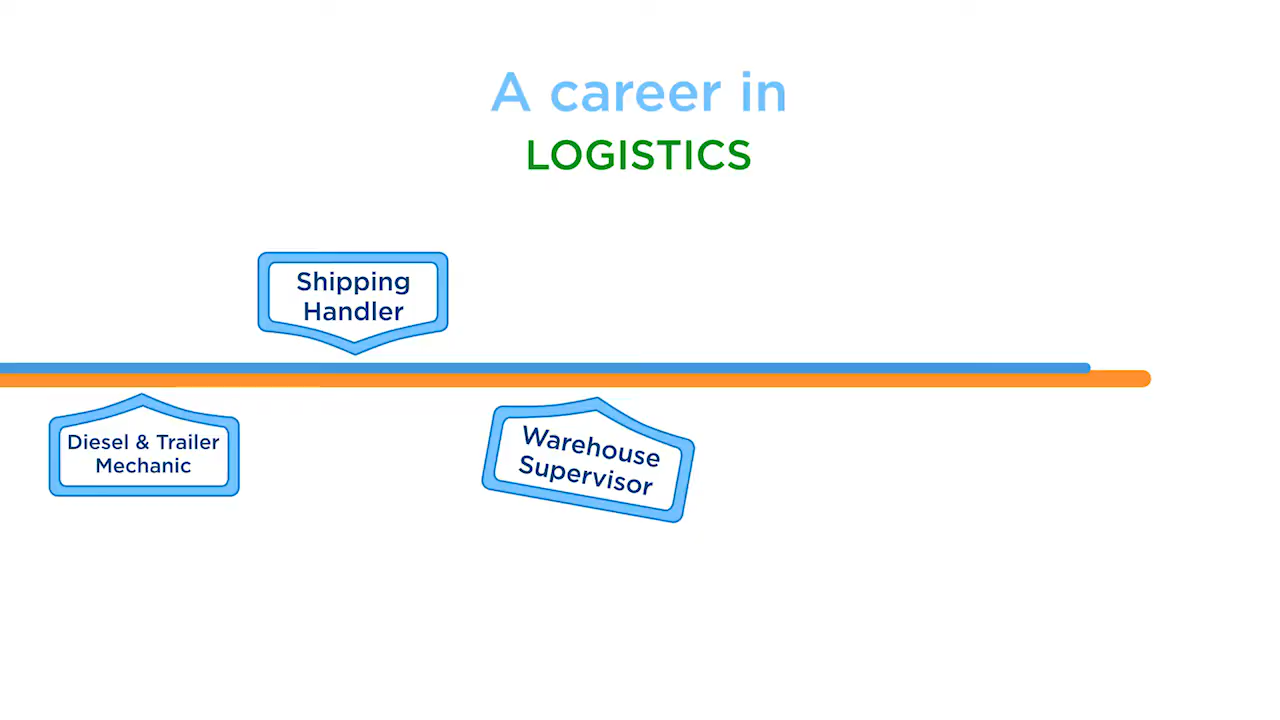 A career in
LOGISTICS
Shipping
Handler
Diesel & Trailer
Mechanic
Warehouse
Supervisor